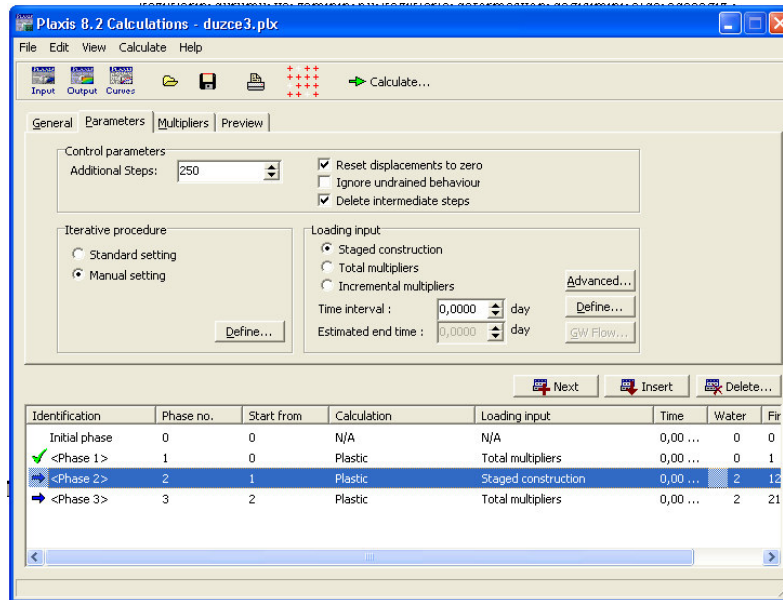 Plaxis 8.2 Calculations - duzce3.plx
File Edit View Calculate Help
Input Output Curves Calculate...
General Parameters Multipliers Preview
Control parameters
Additional Steps: 250
Reset displacements to zero
Ignore undrained behaviour
Delete intermediate steps
Iterative procedure
Standard setting
Manual setting
Define...
Loading input
Staged construction
Total multipliers
Incremental multipliers
Advanced...
Time interval : 0,0000 day Define...
Estimated end time : 0,0000 day GW Flow...
Next Insert Delete...
Identification Phase no. Start from Calculation Loading input Time Water Fir
Initial phase 0 0 N/A N/A 0,00 ... 0 0
<Phase 1> 1 0 Plastic Total multipliers 0,00 ... 0 1
<Phase 2> 2 1 Plastic Staged construction 0,00 ... 2 12
<Phase 3> 3 2 Plastic Total multipliers 0,00 ... 2 21